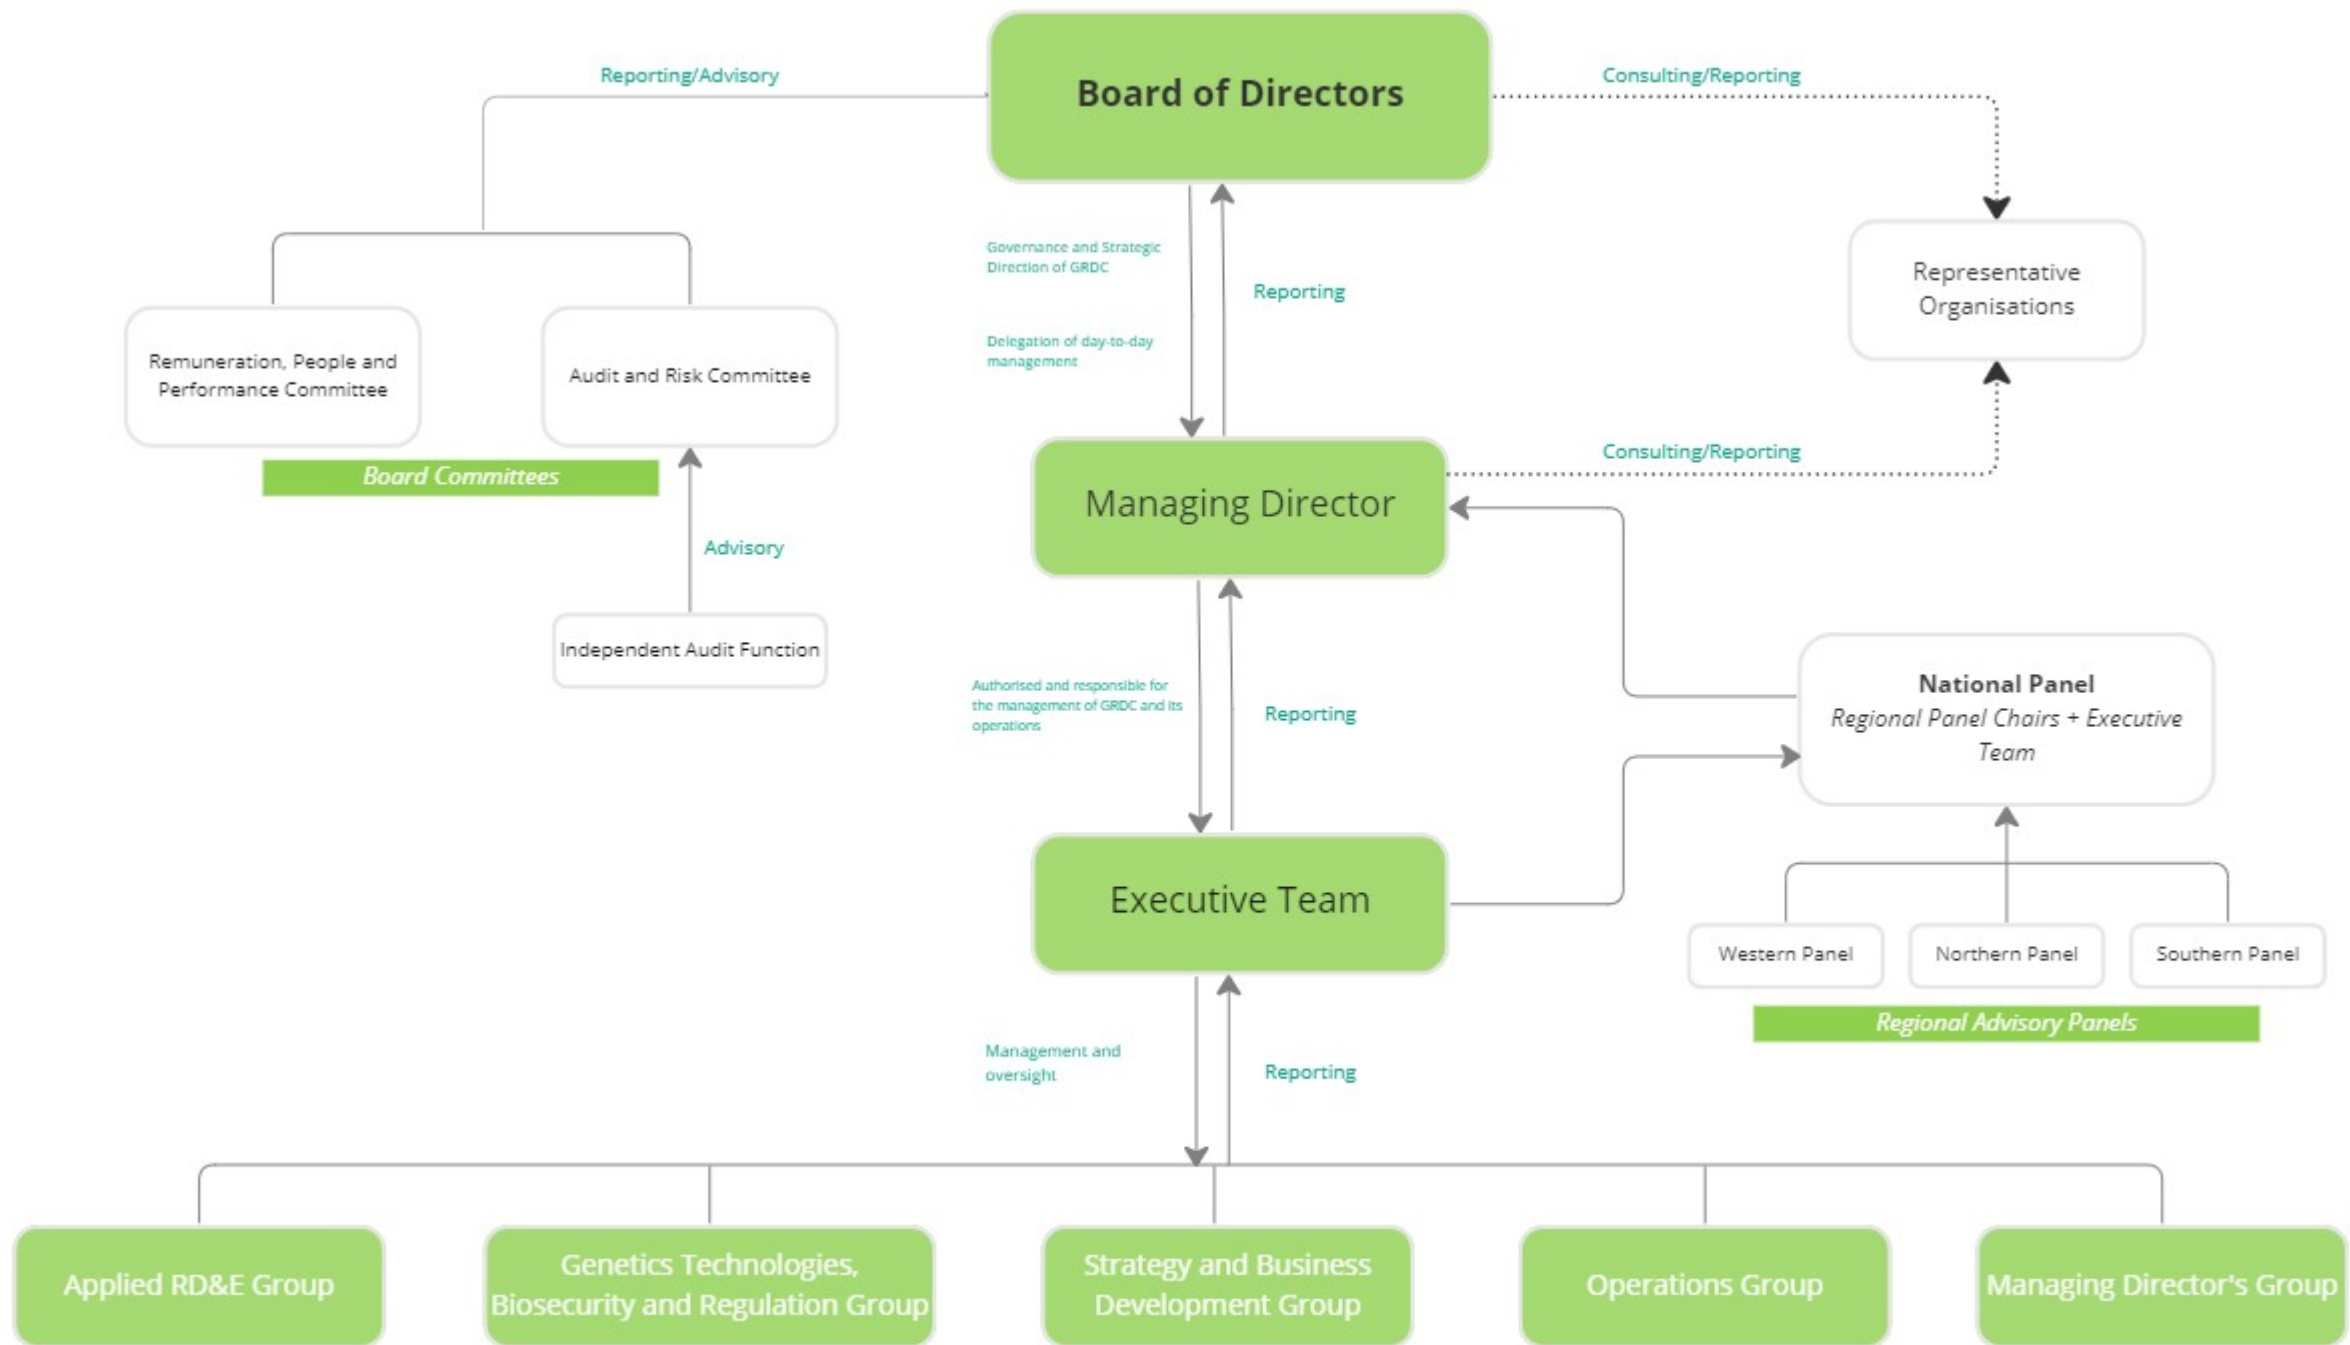 Board of Directors
Reporting/Advisory
Consulting/Reporting
Governance and Strategic
Direction of GRDC
Reporting
Delegation of day-to-day
management
Representative
Organisations
Remuneration, People and
Performance Committee
Audit and Risk Committee
Board Committees
Managing Director
Consulting/Reporting
Advisory
Independent Audit Function
Authorised and responsible for
the management of GRDC and its
operations
Reporting
National Panel
Regional Panel Chairs + Executive
Team
Executive Team
Western Panel
Northern Panel
Southern Panel
Regional Advisory Panels
Management and
oversight
Reporting
Applied RD&E Group
Genetics Technologies,
Biosecurity and Regulation Group
Strategy and Business
Development Group
Operations Group
Managing Director's Group